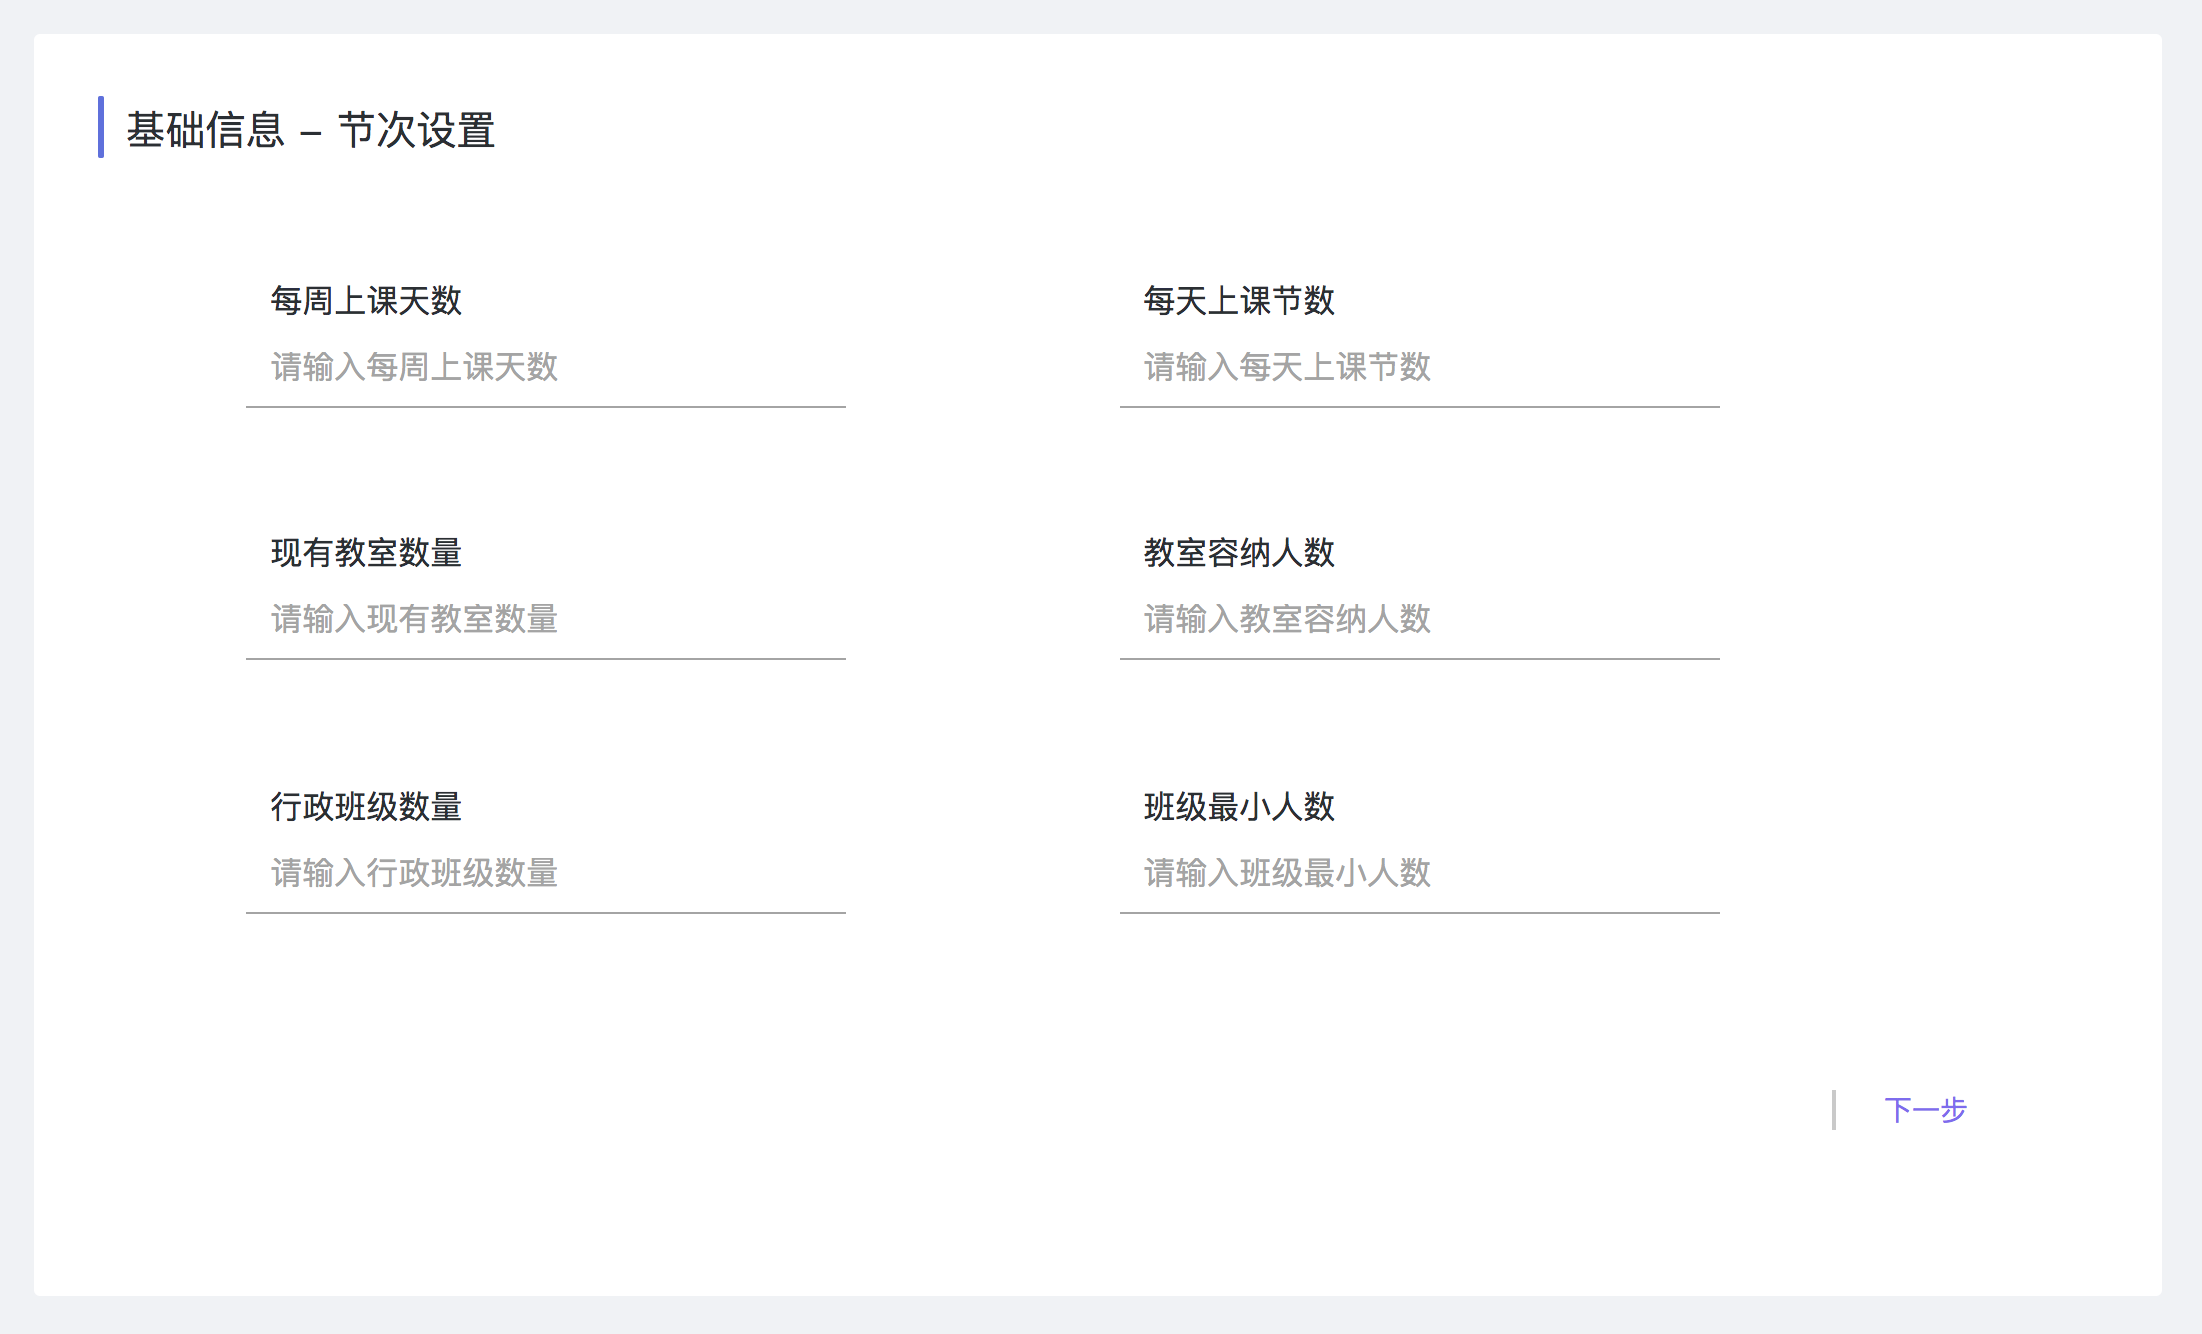 基础信息 – 节次设置
每周上课天数
请输入每周上课天数
每天上课节数
请输入每天上课节数
现有教室数量
请输入现有教室数量
教室容纳人数
请输入教室容纳人数
行政班级数量
请输入行政班级数量
班级最小人数
请输入班级最小人数
下一步